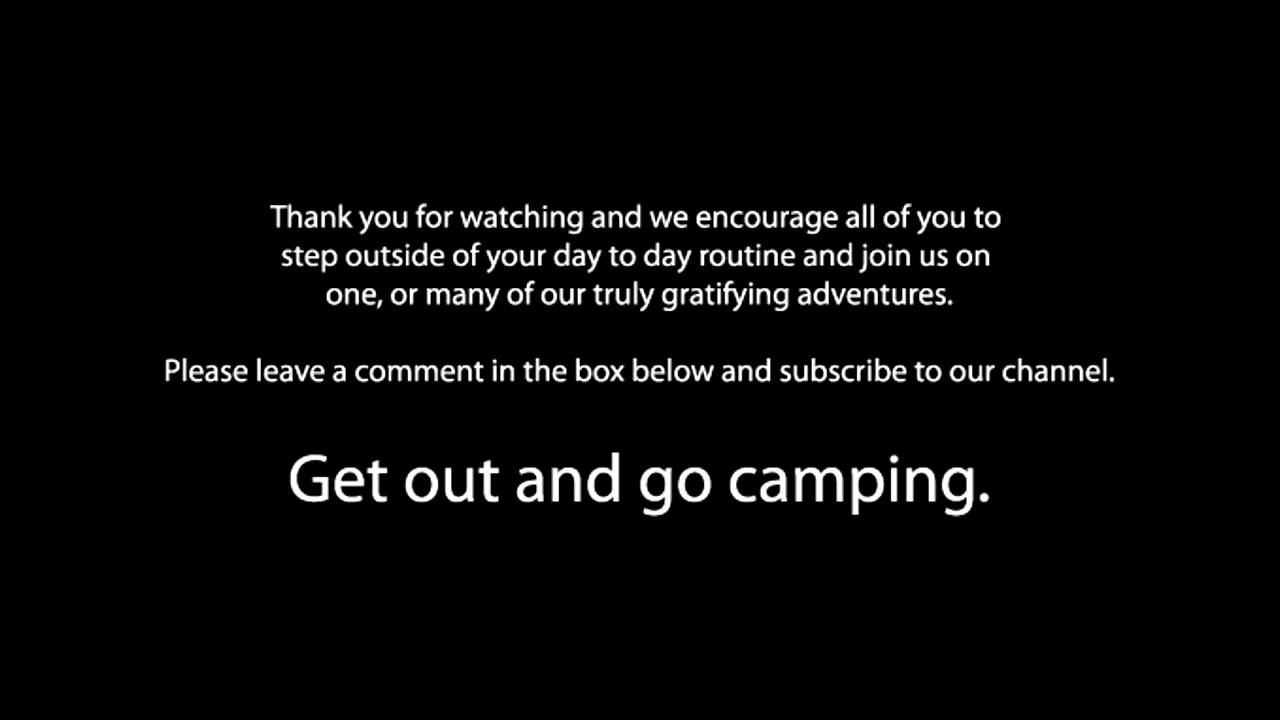 Thank you for watching and we encourage all of you to
step outside of your day to day routine and join us on
one, or many of our truly gratifying adventures.
Please leave a comment in the box below and subscribe to our channel.
Get out and go camping.